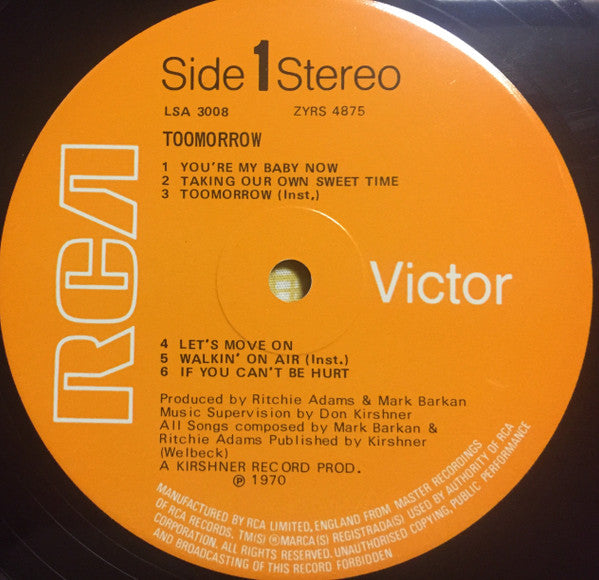 Side 1 Stereo
LSA 3008 ZYRS 4875
TOOMORROW
1 YOU'RE MY BABY NOW
2 TAKING OUR OWN SWEET TIME
3 TOOMORROW (Inst.)
RCA
Victor
4 LET'S MOVE ON
5 WALKIN' ON AIR (Inst.)
6 IF YOU CAN'T BE HURT
Produced by Ritchie Adams & Mark Barkan
Music Supervision by Don Kirshner
All Songs composed by Mark Barkan &
Ritchie Adams Published by Kirshner
(Welbeck)
A KIRSHNER RECORD PROD.
℗ 1970
MANUFACTURED BY RCA LIMITED, ENGLAND FROM MASTER RECORDINGS
OF RCA RECORDS, TM(S) ® MARCA(S) REGISTRADA(S) USED BY AUTHORITY OF RCA
CORPORATION. ALL RIGHTS RESERVED. UNAUTHORISED COPYING, PUBLIC PERFORMANCE
AND BROADCASTING OF THIS RECORD FORBIDDEN